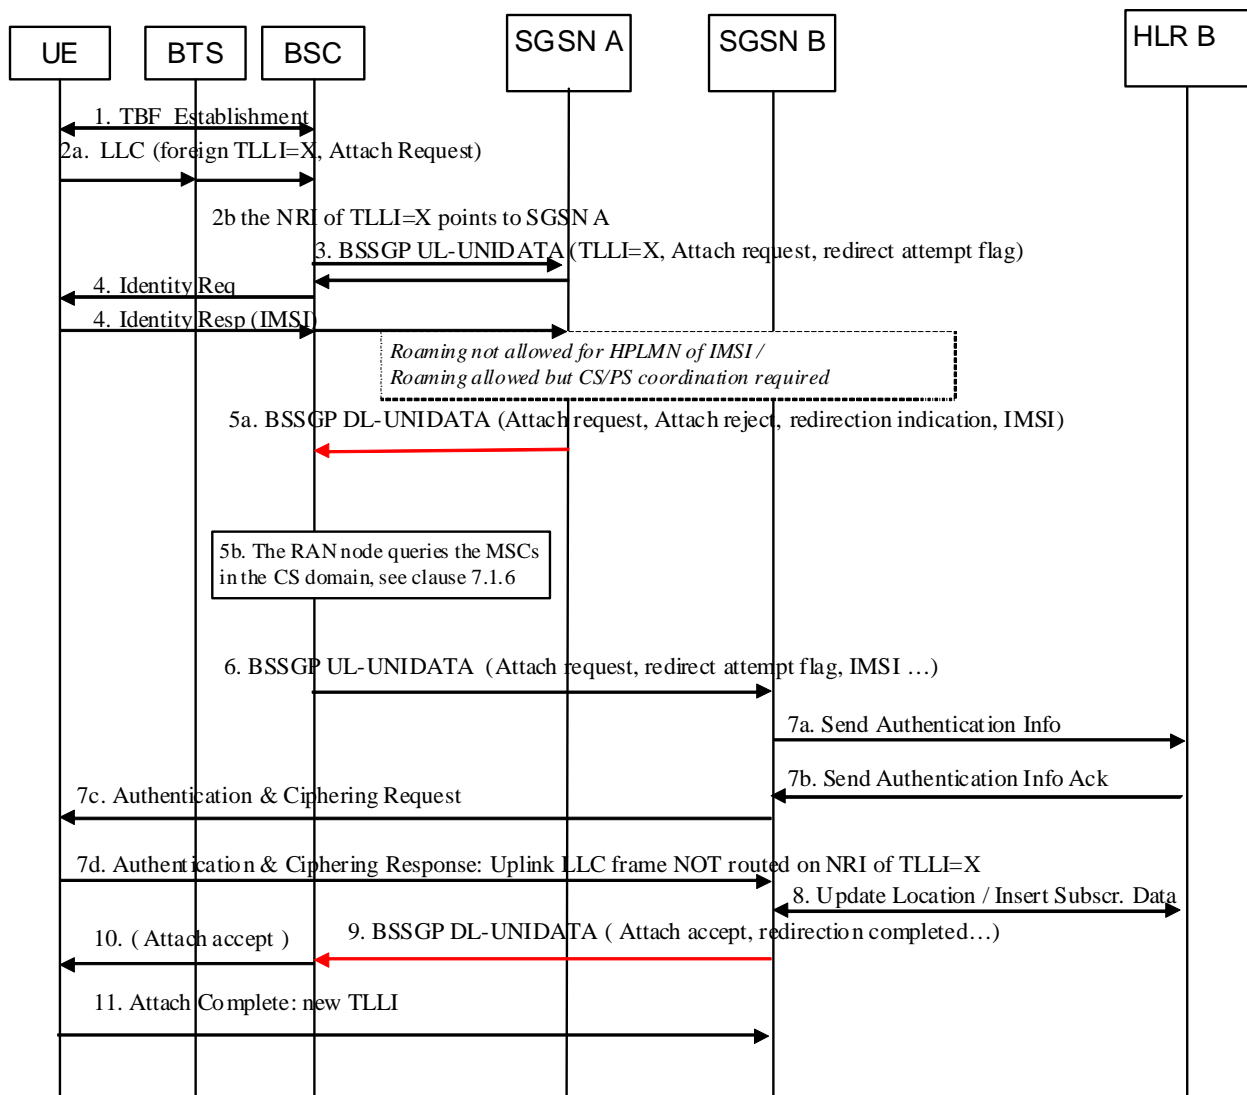 UE
BTS
BSC
SGSN A
SGSN B
HLR B
1. TBF Establishment
2a. LLC (foreign TLLI=X, Attach Request)
2b the NRI of TLLI=X points to SGSN A
3. BSSGP UL-UNIDATA (TLLI=X, Attach request, redirect attempt flag)
4. Identity Req
4. Identity Resp (IMSI)
Roaming not allowed for HPLMN of IMSI /
Roaming allowed but CS/PS coordination required
5a. BSSGP DL-UNIDATA (Attach request, Attach reject, redirection indication, IMSI)
5b. The RAN node queries the MSCs
in the CS domain, see clause 7.1.6
6. BSSGP UL-UNIDATA (Attach request, redirect attempt flag, IMSI …)
7a. Send Authentication Info
7b. Send Authentication Info Ack
7c. Authentication & Ciphering Request
7d. Authentication & Ciphering Response: Uplink LLC frame NOT routed on NRI of TLLI=X
8. Update Location / Insert Subscr. Data
9. BSSGP DL-UNIDATA ( Attach accept, redirection completed…)
10. ( Attach accept )
11. Attach Complete: new TLLI